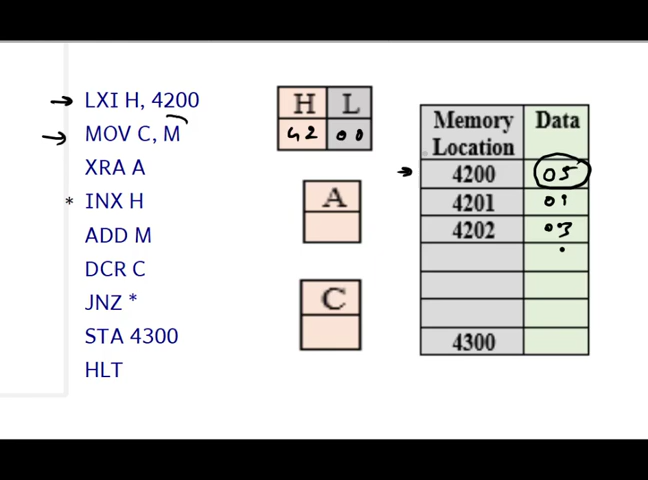 LXI H, 4200
MOV C, M
XRA A
* INX H
ADD M
DCR C
JNZ *
STA 4300
HLT
H L
42 00
A
C
Memory Location Data
4200 05
4201 01
4202 03
4300